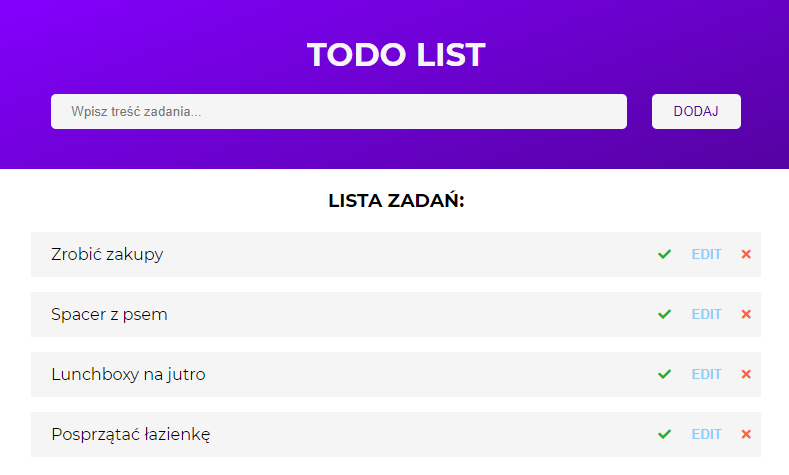 TODO LIST
Wpisz treść zadania...
DODAJ
LISTA ZADAŃ:
Zrobić zakupy EDIT
Spacer z psem EDIT
Lunchboxy na jutro EDIT
Posprzątać łazienkę EDIT